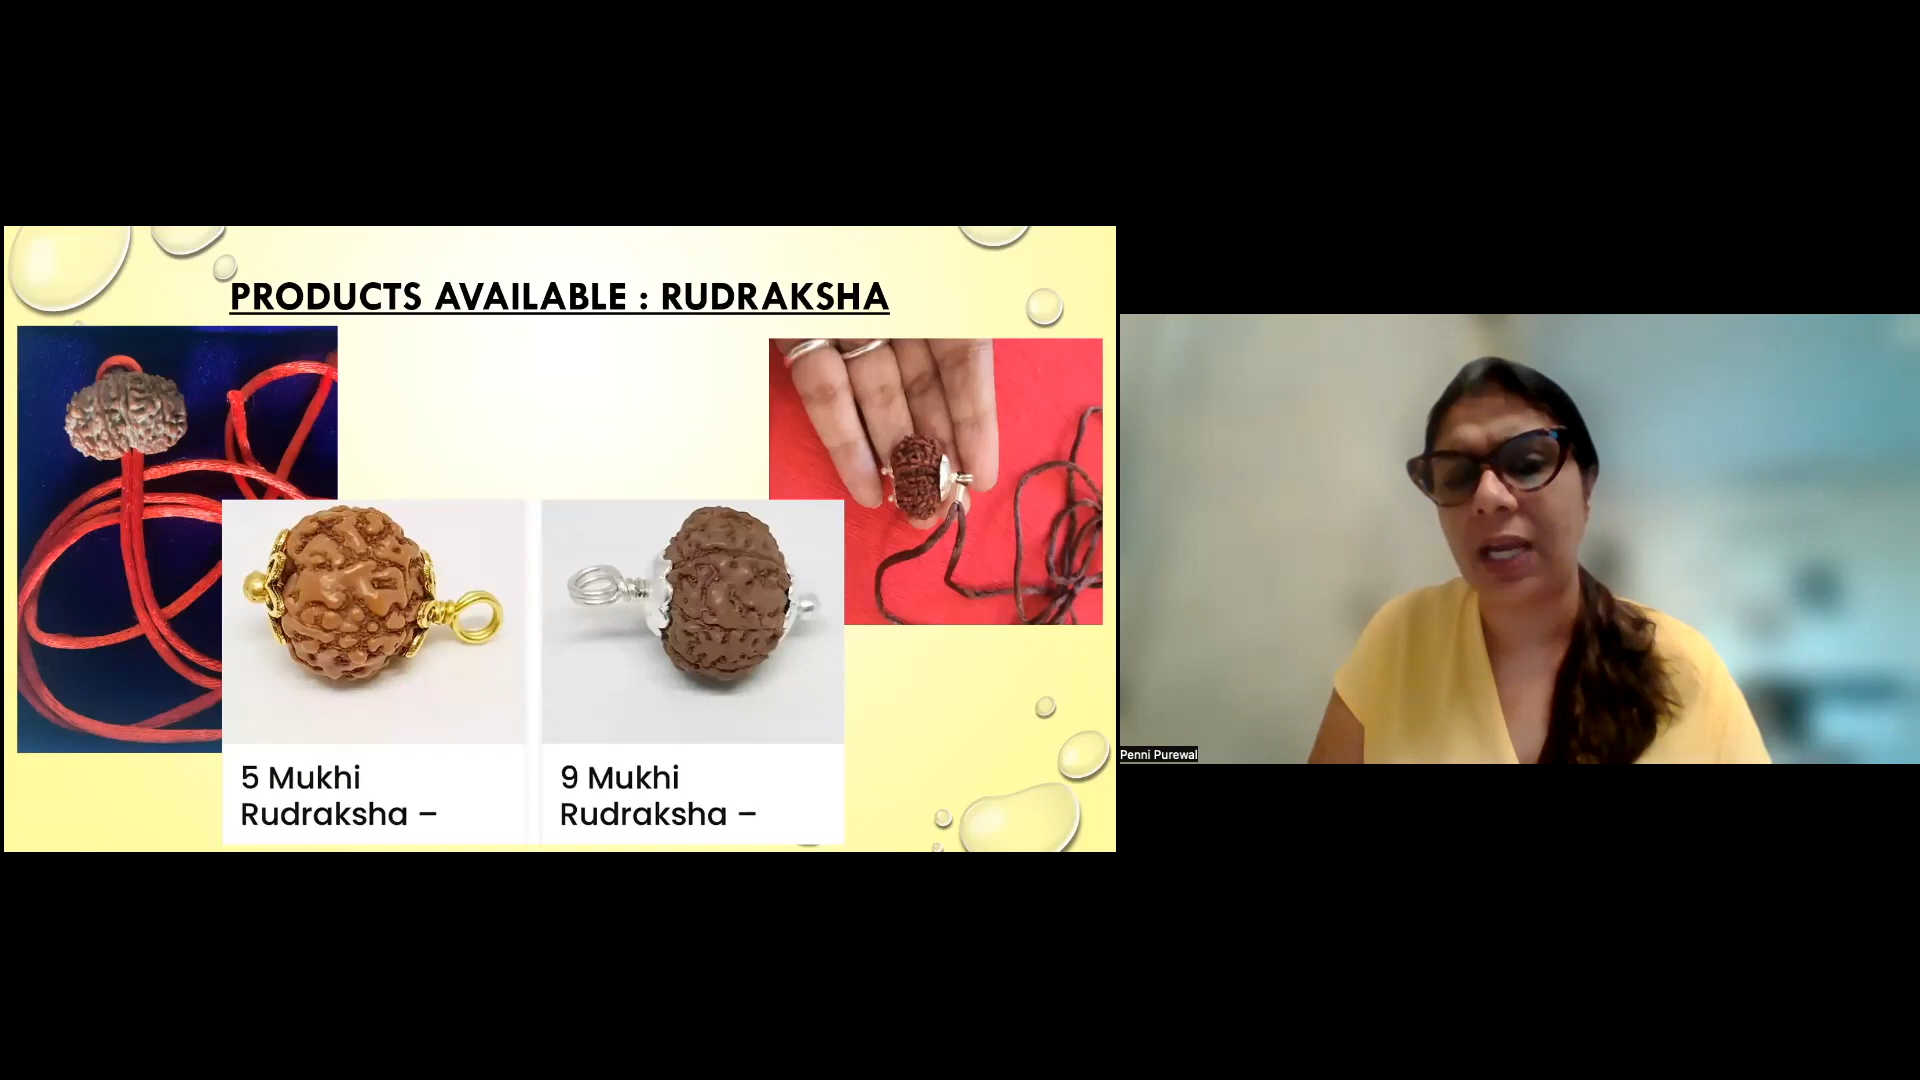 PRODUCTS AVAILABLE : RUDRAKSHA
5 Mukhi
Rudraksha –
9 Mukhi
Rudraksha –
Penni Purewal